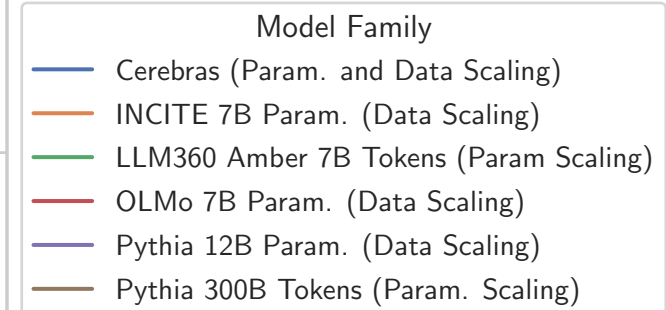 Model Family
Cerebras (Param. and Data Scaling)
INCITE 7B Param. (Data Scaling)
LLM360 Amber 7B Tokens (Param Scaling)
OLMo 7B Param. (Data Scaling)
Pythia 12B Param. (Data Scaling)
Pythia 300B Tokens (Param. Scaling)